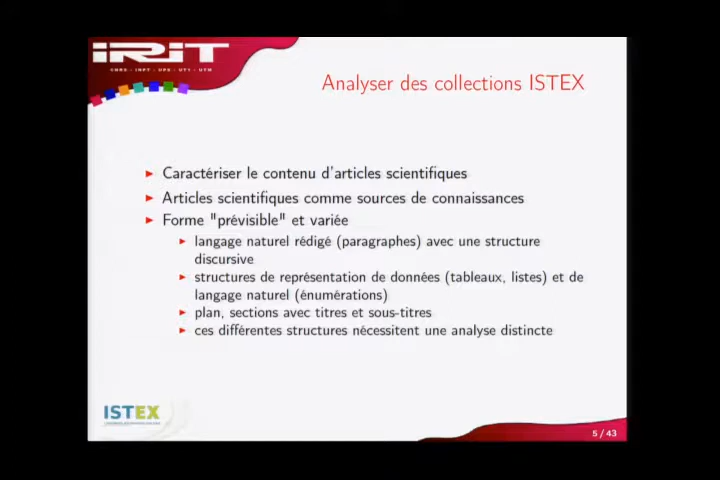 IRIT
CNRS - INPT - UPS - UT1 - UTM
Analyser des collections ISTEX
Caractériser le contenu d'articles scientifiques
Articles scientifiques comme sources de connaissances
Forme "prévisible" et variée
langage naturel rédigé (paragraphes) avec une structure
discursive
structures de représentation de données (tableaux, listes) et de
langage naturel (énumérations)
plan, sections avec titres et sous-titres
ces différentes structures nécessitent une analyse distincte
ISTEX
5 / 43